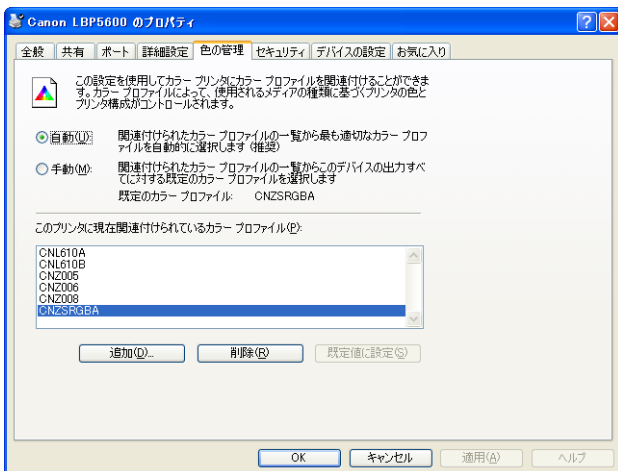 Canon LBP5600 のプロパティ
全般 共有 ポート 詳細設定 色の管理 セキュリティ デバイスの設定 お気に入り
この設定を使用してカラー プリンタにカラー プロファイルを関連付けることができま
す。カラー プロファイルによって、使用されるメディアの種類に基づくプリンタの色と
プリンタ構成がコントロールされます。
自動(U): 関連付けられたカラー プロファイルの一覧から最も適切なカラー プロフ
ァイルを自動的に選択します (推奨)
手動(M): 関連付けられたカラー プロファイルの一覧からこのデバイスの出力すべ
てに対する既定のカラー プロファイルを選択します
既定のカラー プロファイル: CNZSRGBA
このプリンタに現在関連付けられているカラー プロファイル(P):
CNL610A
CNL610B
CNZ005
CNZ006
CNZ008
CNZSRGBA
追加(D)... 削除(R) 既定値に設定(S)
OK キャンセル 適用(A) ヘルプ